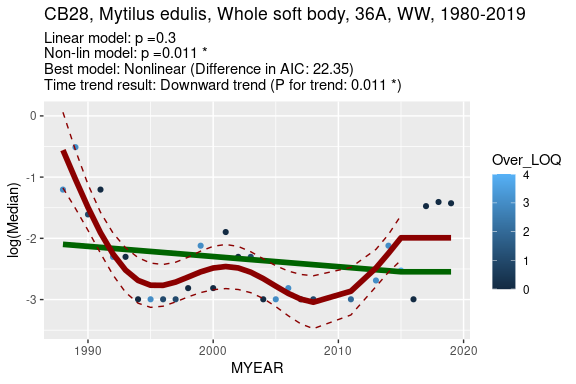 CB28, Mytilus edulis, Whole soft body, 36A, WW, 1980-2019
Linear model: p =0.3
Non-lin model: p =0.011 *
Best model: Nonlinear (Difference in AIC: 22.35)
Time trend result: Downward trend (P for trend: 0.011 *)
log(Median)
0
-1
-2
-3
1990
2000
2010
2020
MYEAR
Over_LOQ
4
3
2
1
0